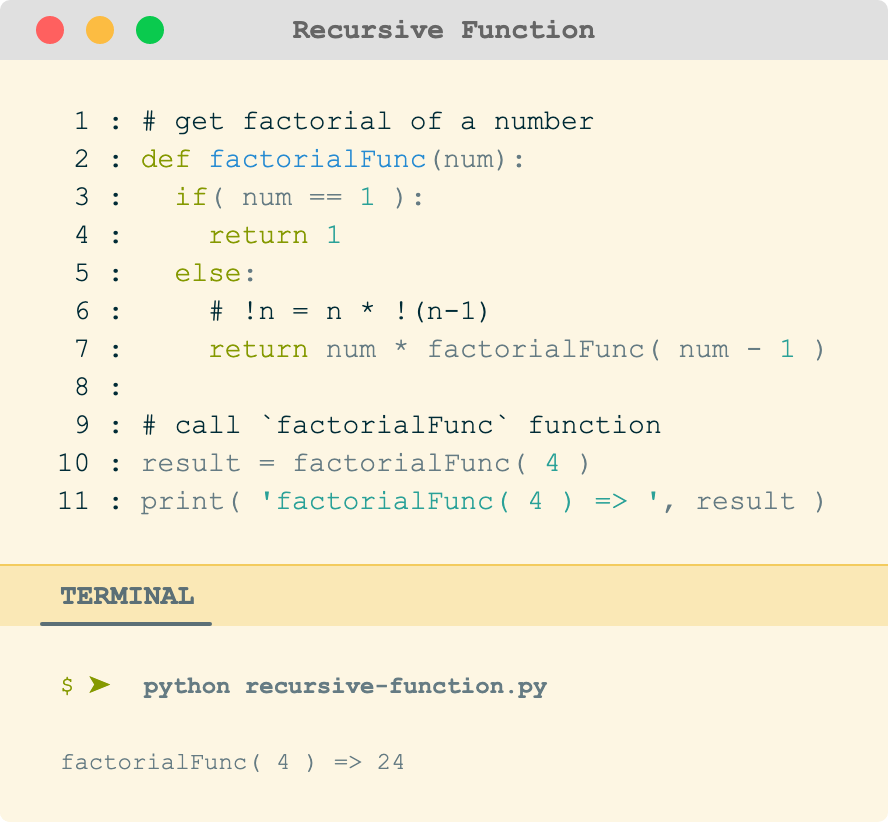 Recursive Function
1 : # get factorial of a number
2 : def factorialFunc(num):
3 :   if( num == 1 ):
4 :     return 1
5 :   else:
6 :     # !n = n * !(n-1)
7 :     return num * factorialFunc( num - 1 )
8 :
9 : # call `factorialFunc` function
10 : result = factorialFunc( 4 )
11 : print( 'factorialFunc( 4 ) => ', result )
TERMINAL
$ ➤  python recursive-function.py
factorialFunc( 4 ) => 24